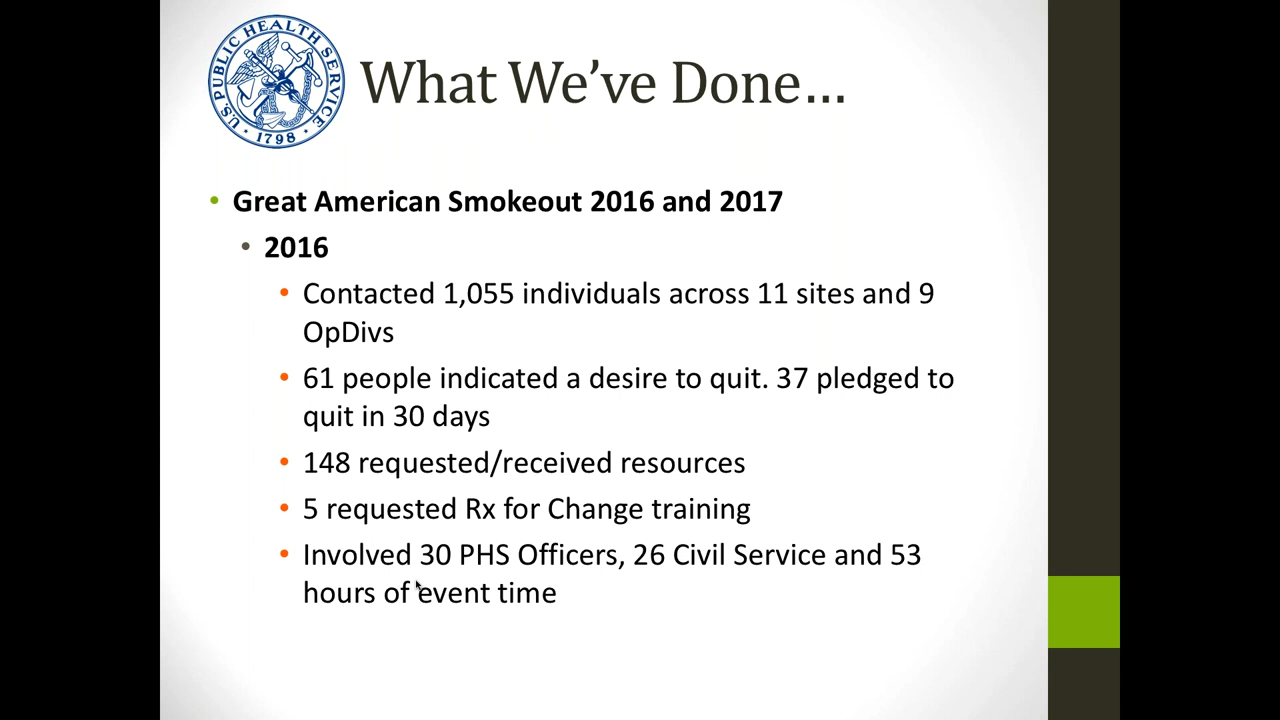 U.S. PUBLIC HEALTH SERVICE
1798
What We've Done…
• Great American Smokeout 2016 and 2017
• 2016
• Contacted 1,055 individuals across 11 sites and 9
OpDivs
• 61 people indicated a desire to quit. 37 pledged to
quit in 30 days
• 148 requested/received resources
• 5 requested Rx for Change training
• Involved 30 PHS Officers, 26 Civil Service and 53
hours of event time